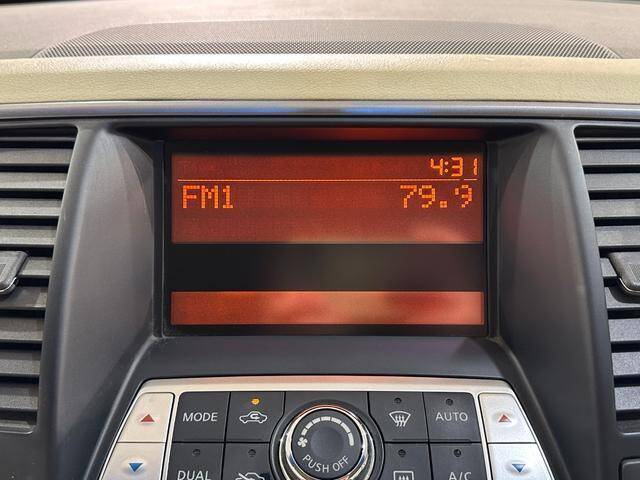 4:31
FM1 79.9
MODE
AUTO
PUSH OFF
DUAL
A/C